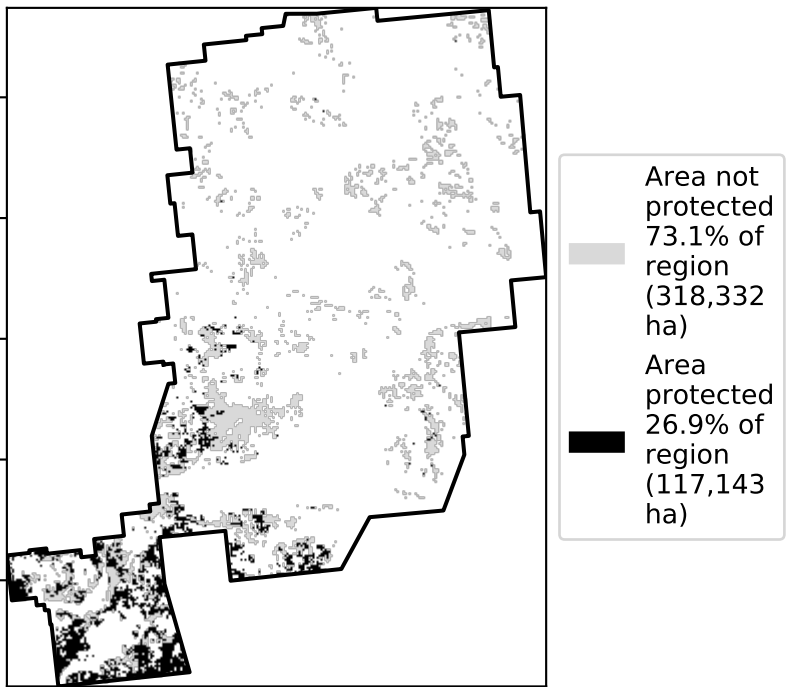 Area not
protected
73.1% of
region
(318,332
ha)
Area
protected
26.9% of
region
(117,143
ha)